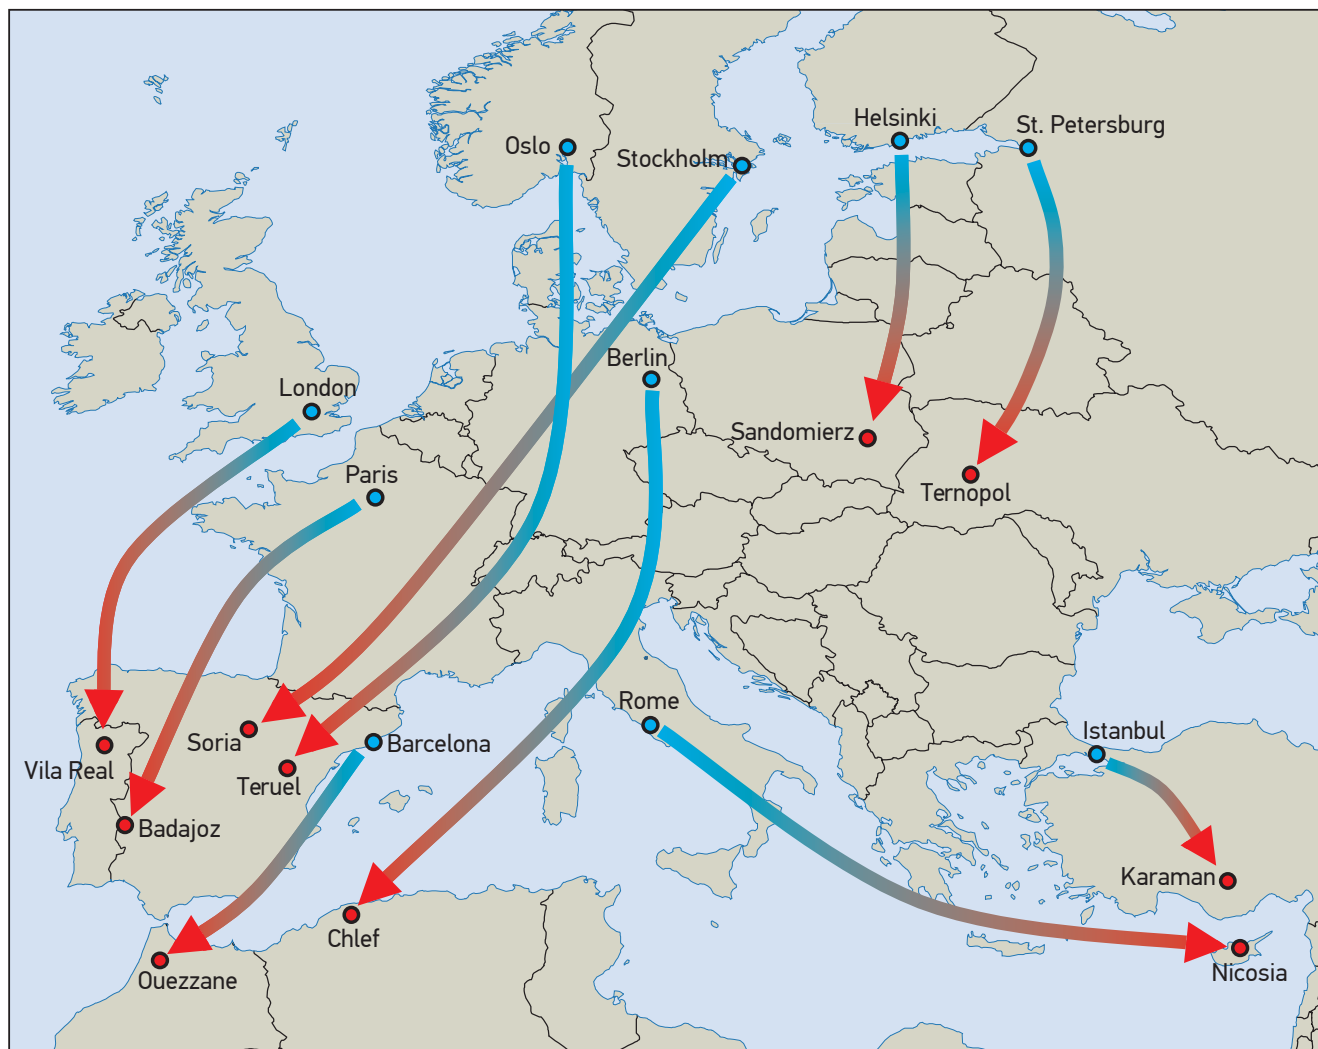 Helsinki
St. Petersburg
Oslo
Stockholm
Berlin
London
Sandomierz
Paris
Ternopol
Rome
Istanbul
Soria
Barcelona
Vila Real
Teruel
Badajoz
Karaman
Chlef
Ouezzane
Nicosia